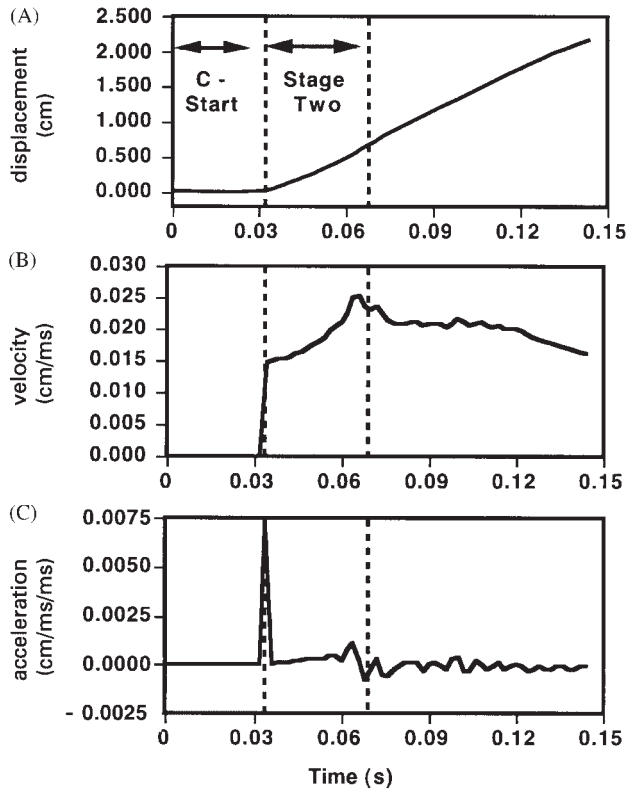 (A)
displacement
(cm)
2.500
2.000
1.500
1.000
0.500
0.000
C -
Start
Stage
Two
0 0.03 0.06 0.09 0.12 0.15
(B)
velocity
(cm/ms)
0.030
0.025
0.020
0.015
0.010
0.005
0.000
0 0.03 0.06 0.09 0.12 0.15
(C)
acceleration
(cm/ms/ms)
0.0075
0.0050
0.0025
0.0000
- 0.0025
0 0.03 0.06 0.09 0.12 0.15
Time (s)